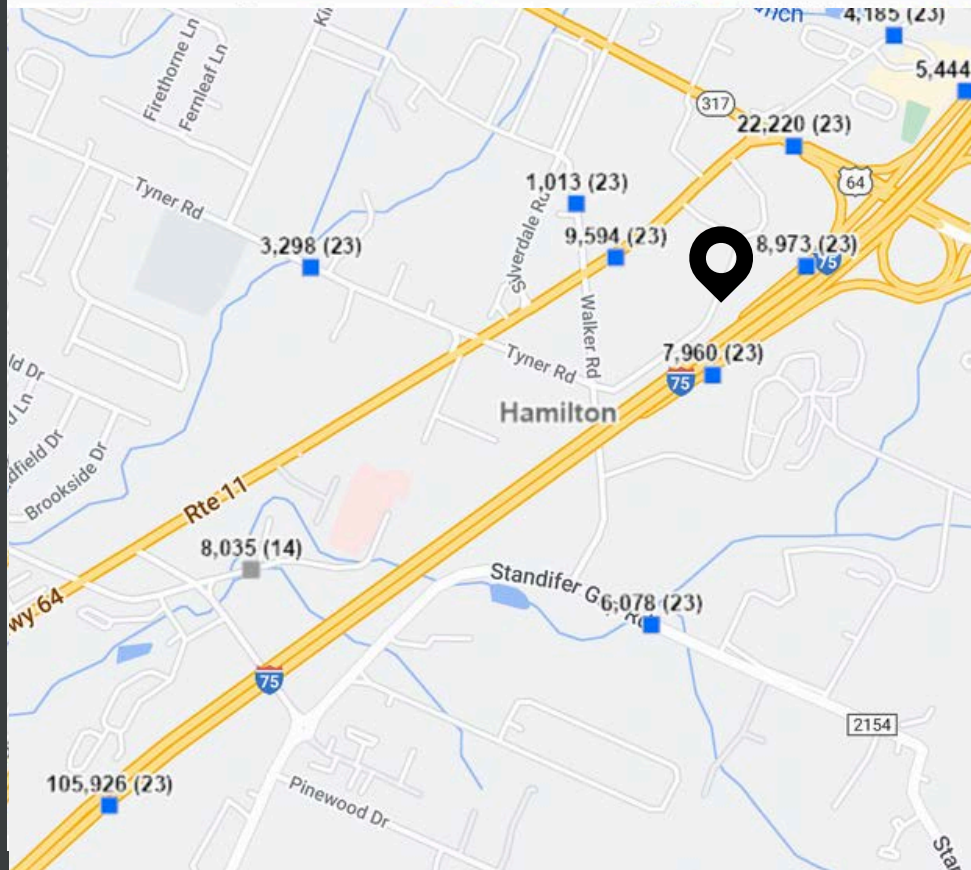 4,185 (23)
5,444
317
22,220 (23)
64
Firethorne Ln
Fernleaf Ln
Tyner Rd
1,013 (23)
Silverdale Rd
9,594 (23)
3,298 (23)
8,973 (23)
75
Walker Rd
Tyner Rd
7,960 (23)
75
Hamilton
Brookside Dr
Rte 11
8,035 (14)
Standifer
6,078 (23)
75
2154
105,926 (23)
Pinewood Dr